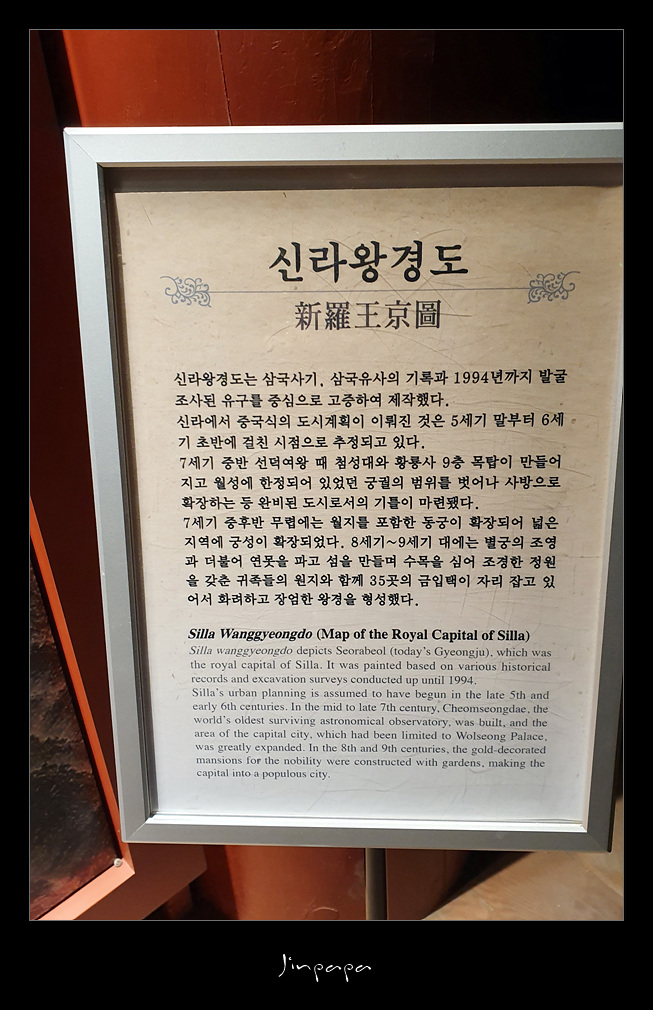 신라왕경도
新羅王京圖
신라왕경도는 삼국사기, 삼국유사의 기록과 1994년까지 발굴
조사된 유구를 중심으로 고증하여 제작했다.
신라에서 중국식의 도시계획이 이뤄진 것은 5세기 말부터 6세
기 초반에 걸친 시점으로 추정되고 있다.
7세기 중반 선덕여왕 때 첨성대와 황룡사 9층 목탑이 만들어
지고 월성에 한정되어 있었던 궁궐의 범위를 벗어나 사방으로
확장하는 등 완비된 도시로서의 기틀이 마련됐다.
7세기 중후반 무렵에는 월지를 포함한 동궁이 확장되어 넓은
지역에 궁성이 확장되었다. 8세기~9세기 대에는 별궁의 조영
과 더불어 연못을 파고 섬을 만들며 수목을 심어 조경한 정원
을 갖춘 귀족들의 원지와 함께 35곳의 금입택이 자리 잡고 있
어서 화려하고 장엄한 왕경을 형성했다.
Silla Wanggyeongdo (Map of the Royal Capital of Silla)
Silla wanggyeongdo depicts Seorabeol (today's Gyeongju), which was
the royal capital of Silla. It was painted based on various historical
records and excavation surveys conducted up until 1994.
Silla's urban planning is assumed to have begun in the late 5th and
early 6th centuries. In the mid to late 7th century, Cheomseongdae, the
world's oldest surviving astronomical observatory, was built, and the
area of the capital city, which had been limited to Wolseong Palace,
was greatly expanded. In the 8th and 9th centuries, the gold-decorated
mansions for the nobility were constructed with gardens, making the
capital into a populous city.
Jinpapa